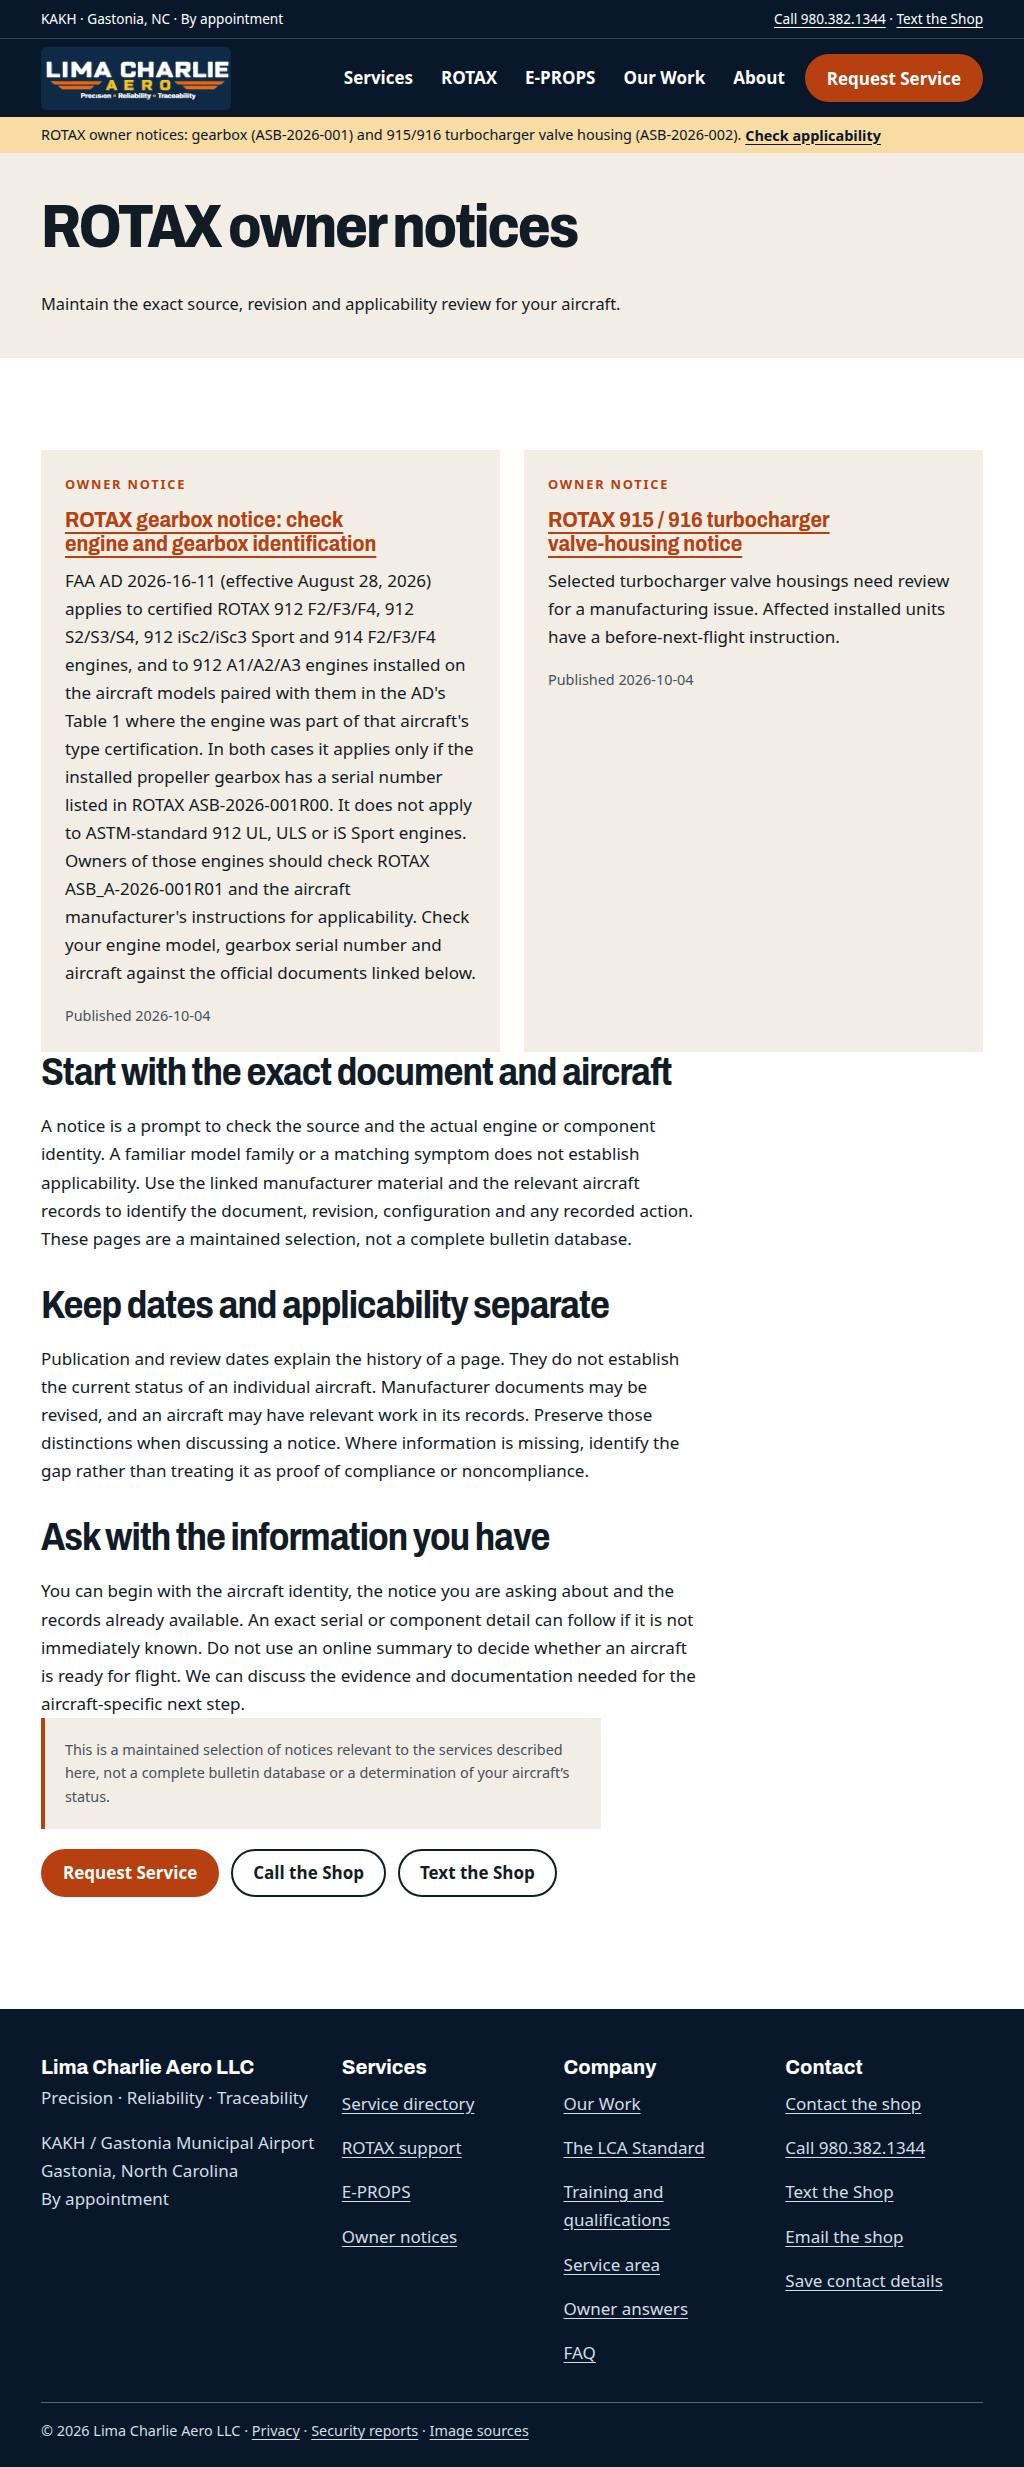 KAKH · Gastonia, NC · By appointment
Call 980.382.1344 · Text the Shop
LIMA CHARLIE
AERO
Precision • Reliability • Traceability
Services
ROTAX
E-PROPS
Our Work
About
Request Service
ROTAX owner notices: gearbox (ASB-2026-001) and 915/916 turbocharger valve housing (ASB-2026-002). Check applicability
ROTAX owner notices
Maintain the exact source, revision and applicability review for your aircraft.
OWNER NOTICE
ROTAX gearbox notice: check
engine and gearbox identification
FAA AD 2026-16-11 (effective August 28, 2026)
applies to certified ROTAX 912 F2/F3/F4, 912
S2/S3/S4, 912 iSc2/iSc3 Sport and 914 F2/F3/F4
engines, and to 912 A1/A2/A3 engines installed on
the aircraft models paired with them in the AD's
Table 1 where the engine was part of that aircraft's
type certification. In both cases it applies only if the
installed propeller gearbox has a serial number
listed in ROTAX ASB-2026-001R00. It does not apply
to ASTM-standard 912 UL, ULS or iS Sport engines.
Owners of those engines should check ROTAX
ASB_A-2026-001R01 and the aircraft
manufacturer's instructions for applicability. Check
your engine model, gearbox serial number and
aircraft against the official documents linked below.
Published 2026-10-04
OWNER NOTICE
ROTAX 915 / 916 turbocharger
valve-housing notice
Selected turbocharger valve housings need review
for a manufacturing issue. Affected installed units
have a before-next-flight instruction.
Published 2026-10-04
Start with the exact document and aircraft
A notice is a prompt to check the source and the actual engine or component
identity. A familiar model family or a matching symptom does not establish
applicability. Use the linked manufacturer material and the relevant aircraft
records to identify the document, revision, configuration and any recorded action.
These pages are a maintained selection, not a complete bulletin database.
Keep dates and applicability separate
Publication and review dates explain the history of a page. They do not establish
the current status of an individual aircraft. Manufacturer documents may be
revised, and an aircraft may have relevant work in its records. Preserve those
distinctions when discussing a notice. Where information is missing, identify the
gap rather than treating it as proof of compliance or noncompliance.
Ask with the information you have
You can begin with the aircraft identity, the notice you are asking about and the
records already available. An exact serial or component detail can follow if it is not
immediately known. Do not use an online summary to decide whether an aircraft
is ready for flight. We can discuss the evidence and documentation needed for the
aircraft-specific next step.
This is a maintained selection of notices relevant to the services described
here, not a complete bulletin database or a determination of your aircraft’s
status.
Request Service
Call the Shop
Text the Shop
Lima Charlie Aero LLC
Precision · Reliability · Traceability
KAKH / Gastonia Municipal Airport
Gastonia, North Carolina
By appointment
Services
Service directory
ROTAX support
E-PROPS
Owner notices
Company
Our Work
The LCA Standard
Training and
qualifications
Service area
Owner answers
FAQ
Contact
Contact the shop
Call 980.382.1344
Text the Shop
Email the shop
Save contact details
© 2026 Lima Charlie Aero LLC · Privacy · Security reports · Image sources